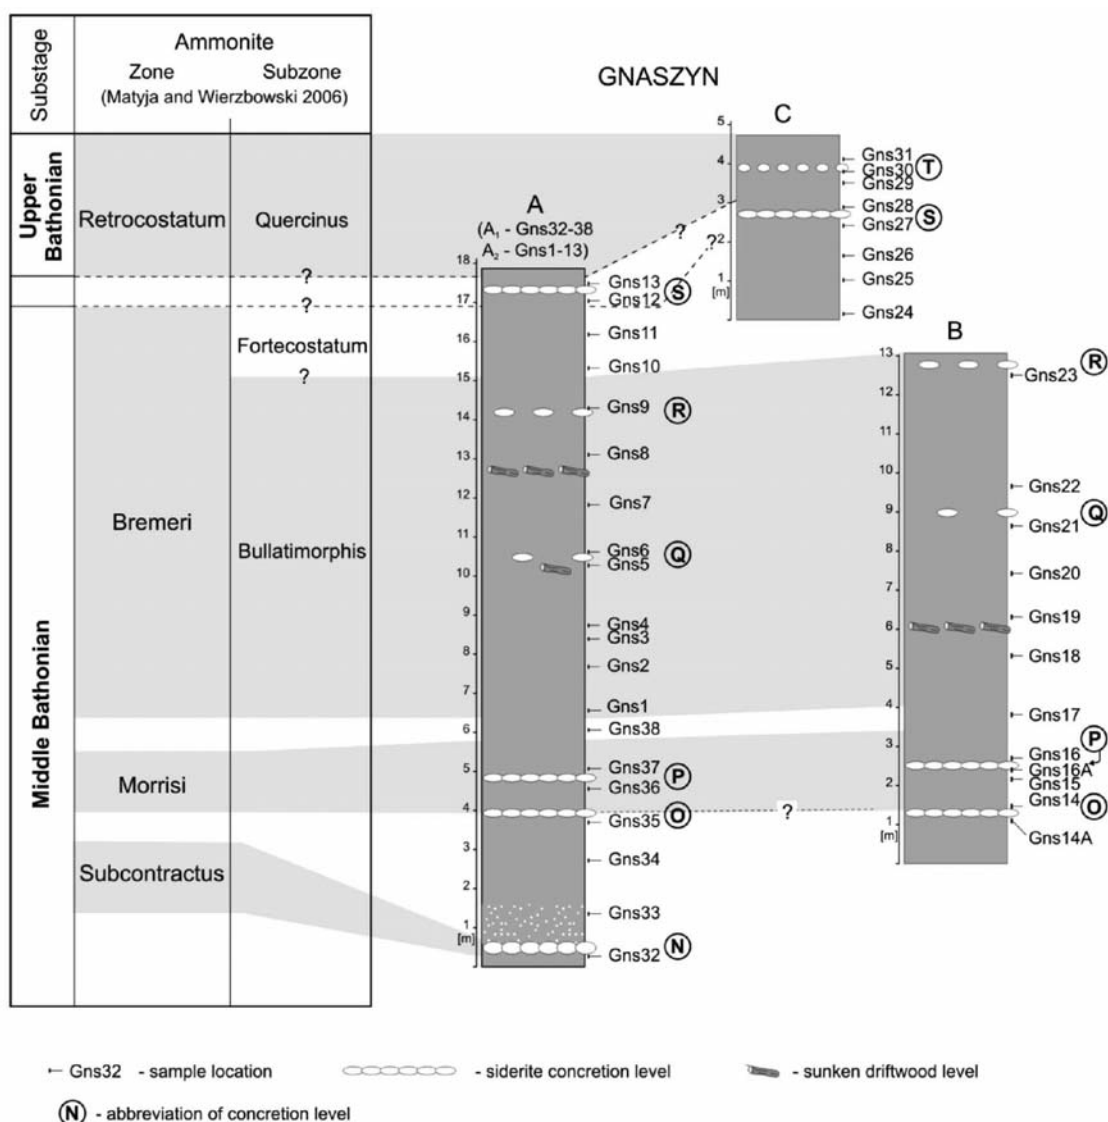 Substage
Ammonite
Zone
Subzone
(Matyja and Wierzbowski 2006)
GNASZYN
Upper
Bathonian
Retrocostatum
Quercinus
?
?
Middle Bathonian
Fortecostatum
?
Bremeri
Bullatimorphis
Morrisi
Subcontractus
A
(A₁ - Gns32-38
A₂ - Gns1-13)
18
17
16
15
14
13
12
11
10
9
8
7
6
5
4
3
2
1
[m]
Gns13
S
Gns12
Gns11
Gns10
Gns9
R
Gns8
Gns7
Gns6
Q
Gns5
Gns4
Gns3
Gns2
Gns1
Gns38
Gns37
P
Gns36
O
Gns35
Gns34
Gns33
N
Gns32
?
?
?
C
5
4
3
2
1
[m]
Gns31
Gns30
T
Gns29
Gns28
S
Gns27
Gns26
Gns25
Gns24
B
13
12
11
10
9
8
7
6
5
4
3
2
1
[m]
R
Gns23
Gns22
Q
Gns21
Gns20
Gns19
Gns18
Gns17
P
Gns16
Gns16A
Gns15
Gns14
O
Gns14A
Gns32 - sample location
- siderite concretion level
- sunken driftwood level
N - abbreviation of concretion level